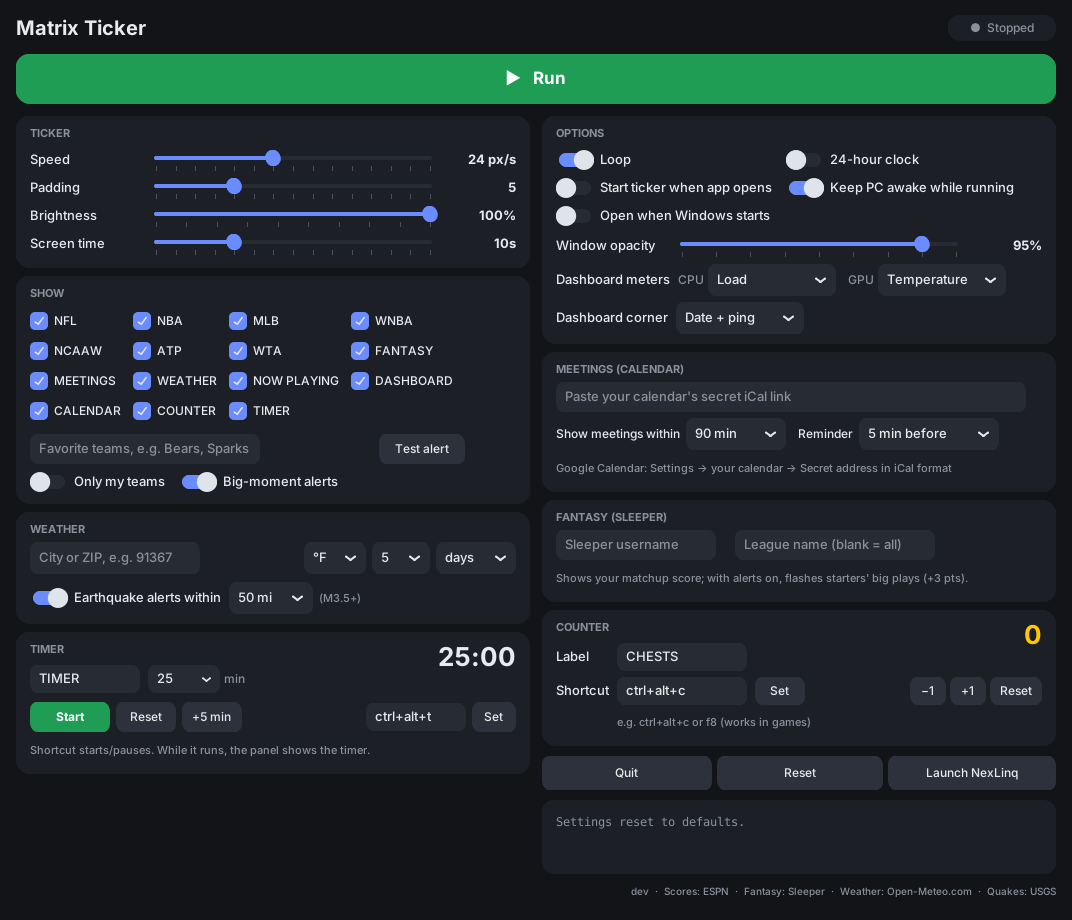 Matrix Ticker
Stopped
Run
TICKER
Speed 24 px/s
Padding 5
Brightness 100%
Screen time 10s
SHOW
NFL NBA MLB WNBA
NCAAW ATP WTA FANTASY
MEETINGS WEATHER NOW PLAYING DASHBOARD
CALENDAR COUNTER TIMER
Favorite teams, e.g. Bears, Sparks Test alert
Only my teams Big-moment alerts
WEATHER
City or ZIP, e.g. 91367 °F 5 days
Earthquake alerts within 50 mi (M3.5+)
TIMER 25:00
TIMER 25 min
Start Reset +5 min ctrl+alt+t Set
Shortcut starts/pauses. While it runs, the panel shows the timer.
OPTIONS
Loop 24-hour clock
Start ticker when app opens Keep PC awake while running
Open when Windows starts
Window opacity 95%
Dashboard meters CPU Load GPU Temperature
Dashboard corner Date + ping
MEETINGS (CALENDAR)
Paste your calendar's secret iCal link
Show meetings within 90 min Reminder 5 min before
Google Calendar: Settings → your calendar → Secret address in iCal format
FANTASY (SLEEPER)
Sleeper username League name (blank = all)
Shows your matchup score; with alerts on, flashes starters' big plays (+3 pts).
COUNTER 0
Label CHESTS
Shortcut ctrl+alt+c Set −1 +1 Reset
e.g. ctrl+alt+c or f8 (works in games)
Quit Reset Launch NexLinq
Settings reset to defaults.
dev · Scores: ESPN · Fantasy: Sleeper · Weather: Open-Meteo.com · Quakes: USGS